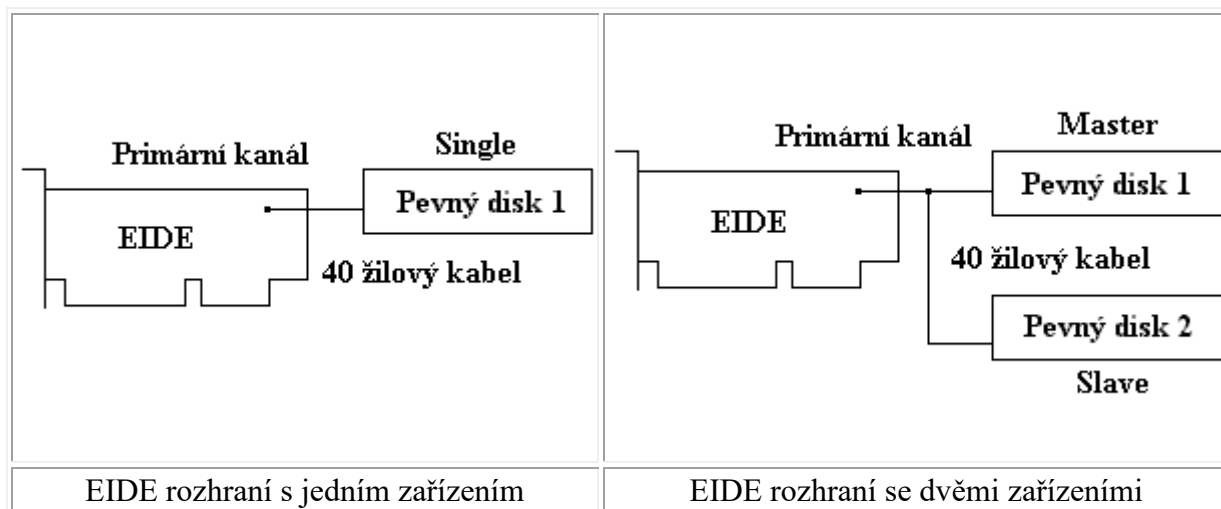 Primární kanál
Single
Pevný disk 1
EIDE
40 žilový kabel
EIDE rozhraní s jedním zařízením
Primární kanál
Master
Pevný disk 1
EIDE
40 žilový kabel
Pevný disk 2
Slave
EIDE rozhraní se dvěmi zařízeními